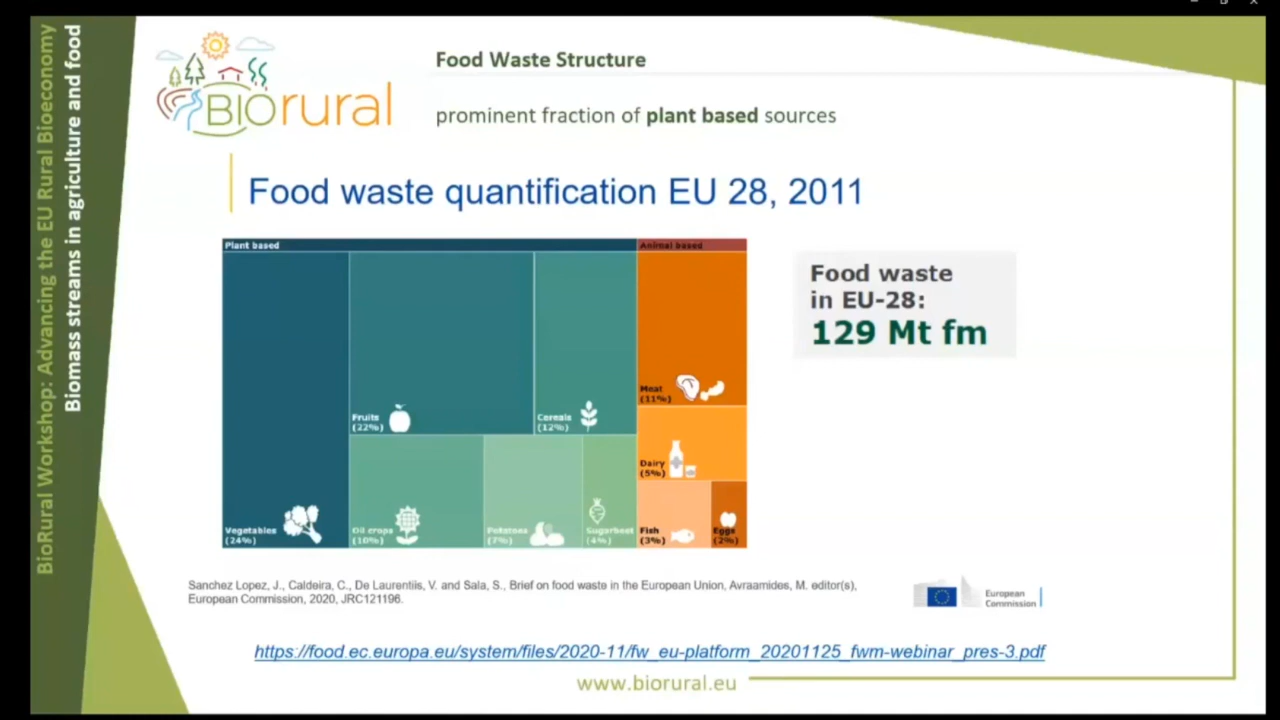 BioRural Workshop: Advancing the EU Rural Bioeconomy
Biomass streams in agriculture and food
BIOrural
Food Waste Structure
prominent fraction of plant based sources
Food waste quantification EU 28, 2011
Plant based
Animal based
Food waste
in EU-28:
129 Mt fm
Meat
(11%)
Fruits
(22%)
Cereals
(12%)
Dairy
(5%)
Vegetables
(24%)
Oil crops
(10%)
Potatoes
(7%)
Sugarbeet
(4%)
Fish
(3%)
Eggs
(2%)
Sanchez Lopez, J., Caldeira, C., De Laurentiis, V. and Sala, S., Brief on food waste in the European Union, Avraamides, M. editor(s),
European Commission, 2020, JRC121196.
European
Commission
https://food.ec.europa.eu/system/files/2020-11/fw_eu-platform_20201125_fwm-webinar_pres-3.pdf
www.biorural.eu